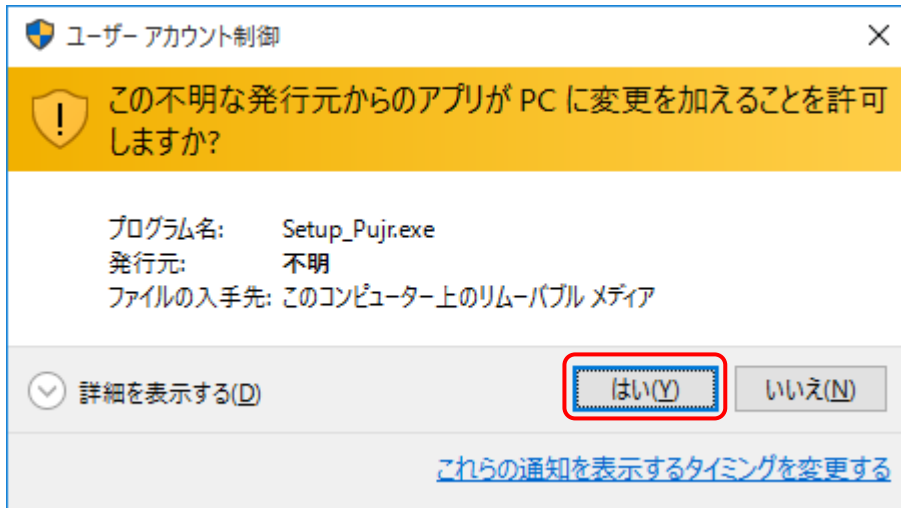 ユーザー アカウント制御
この不明な発行元からのアプリが PC に変更を加えることを許可
しますか?
プログラム名: Setup_Pujr.exe
発行元: 不明
ファイルの入手先: このコンピューター上のリムーバブル メディア
詳細を表示する(D)
はい(Y)
いいえ(N)
これらの通知を表示するタイミングを変更する